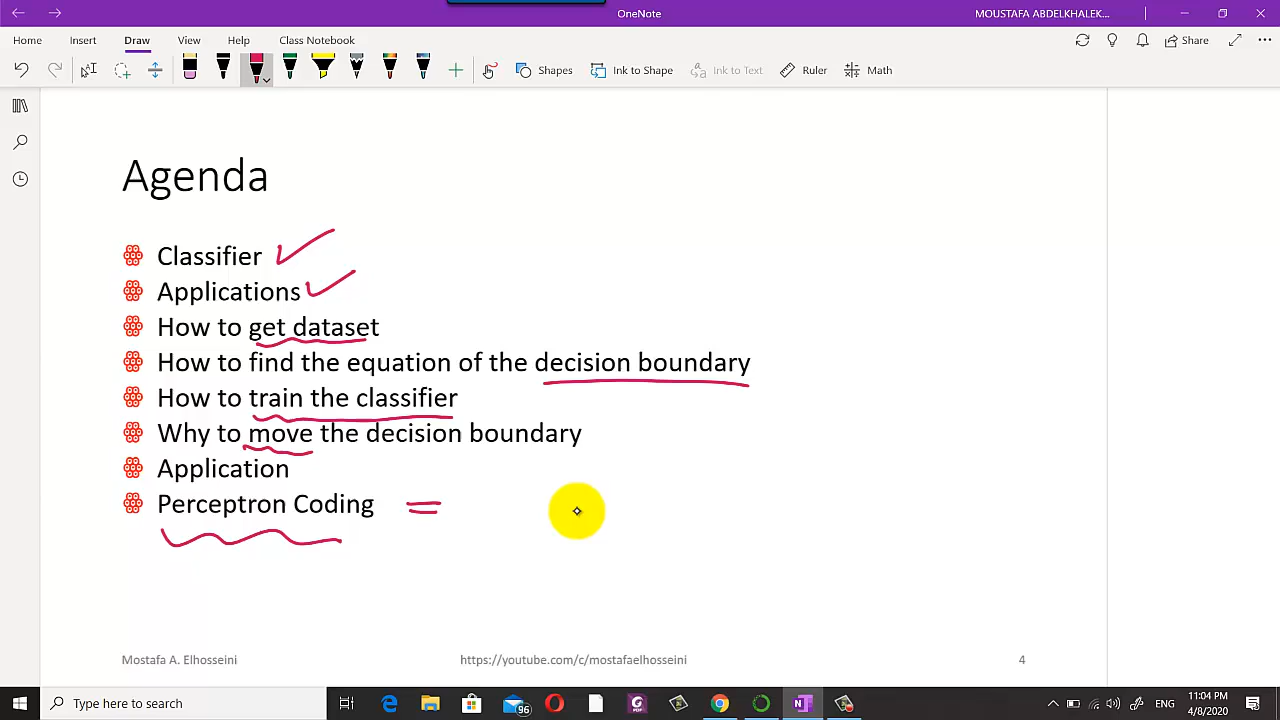 OneNote
MOUSTAFA ABDELKHALEK...
Home Insert Draw View Help Class Notebook
Share
Shapes Ink to Shape Ink to Text Ruler Math
Agenda
Classifier
Applications
How to get dataset
How to find the equation of the decision boundary
How to train the classifier
Why to move the decision boundary
Application
Perceptron Coding =
Mostafa A. Elhosseini https://youtube.com/c/mostafaelhosseini 4
Type here to search
96
ENG
11:04 PM
4/8/2020